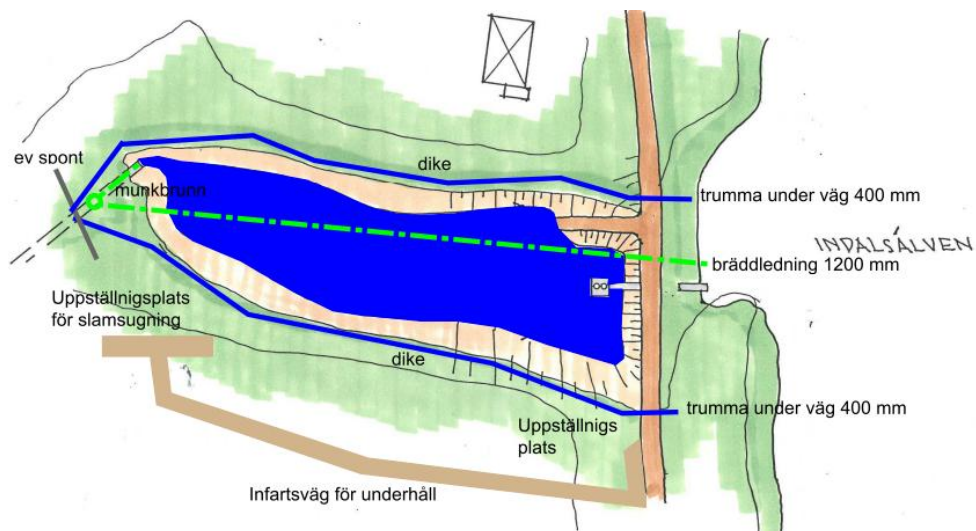 ev spont
munkbrunn
dike
trumma under väg 400 mm
INDALSÄLVEN
bräddledning 1200 mm
Uppställnigsplats
för slamsugning
dike
Uppställnigs
plats
trumma under väg 400 mm
Infartsväg för underhåll